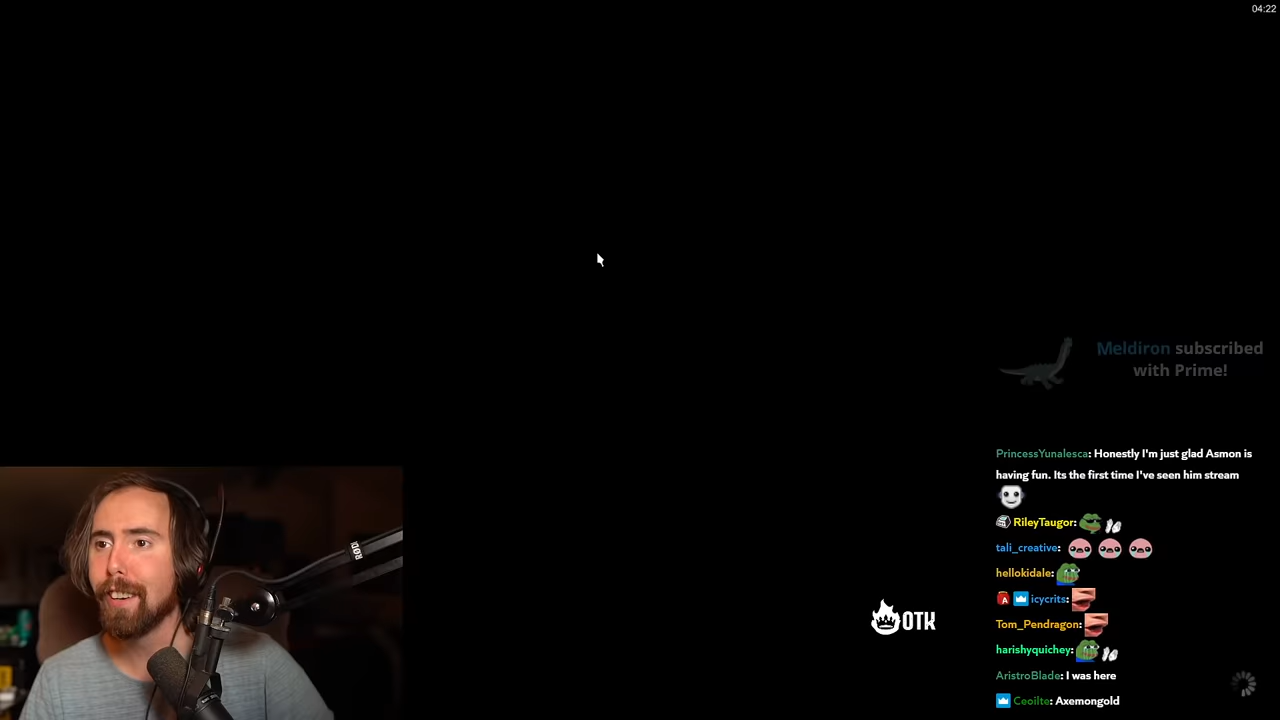 04:22
Meldiron subscribed
with Prime!
PrincessYunalesca: Honestly I'm just glad Asmon is
having fun. Its the first time I've seen him stream
RileyTaugor:
tali_creative:
hellokidale:
A icycrits:
Tom_Pendragon:
harishyquichey:
AristroBlade: I was here
Ceoilte: Axemongold
OTK
RØDE